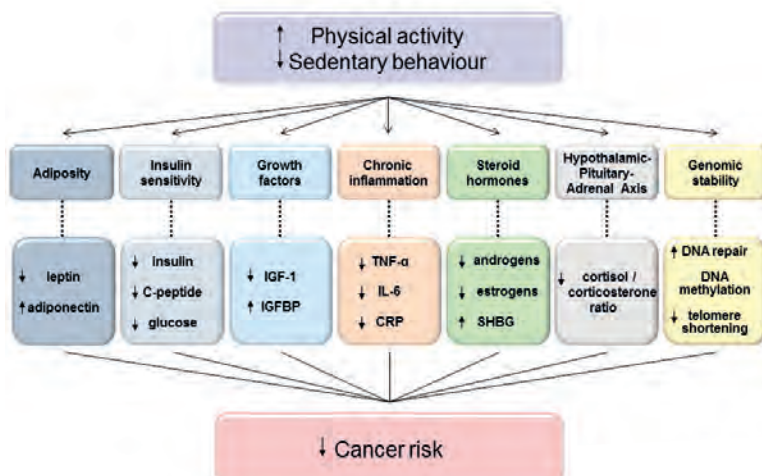 ↑ Physical activity
↓ Sedentary behaviour
Adiposity
Insulin
sensitivity
Growth
factors
Chronic
inflammation
Steroid
hormones
Hypothalamic-
Pituitary-
Adrenal Axis
Genomic
stability
↓ leptin
↑ adiponectin
↓ Insulin
↓ C-peptide
↓ glucose
↓ IGF-1
↑ IGFBP
↓ TNF-α
↓ IL-6
↓ CRP
↓ androgens
↓ estrogens
↑ SHBG
↓ cortisol /
corticosterone
ratio
↑ DNA repair
DNA
methylation
↓ telomere
shortening
↓ Cancer risk